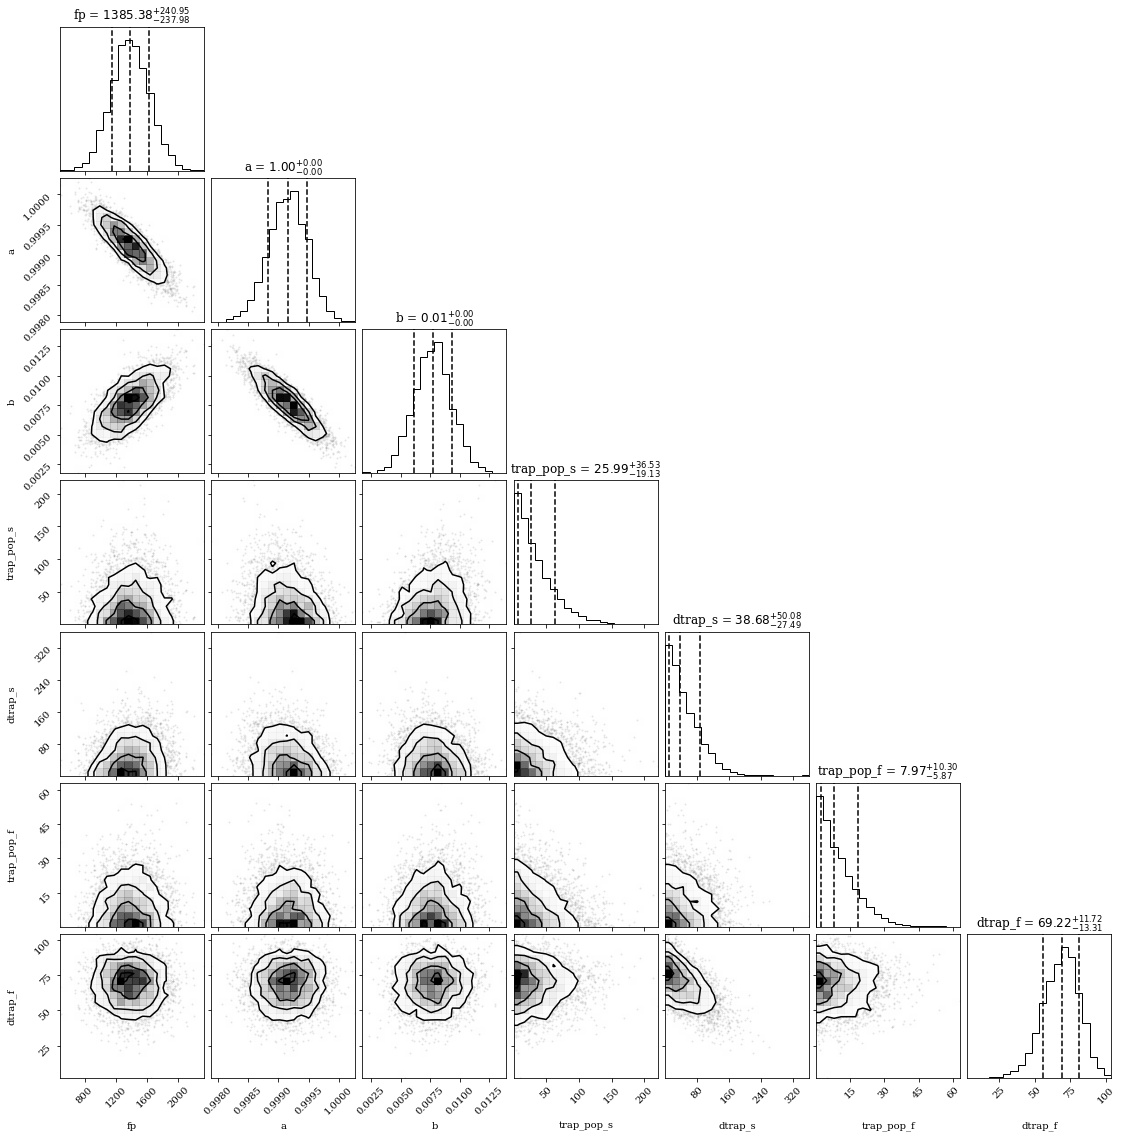 fp = 1385.38 +240.95 −237.98
a = 1.00 +0.00 −0.00
1.0000
0.9995
0.9990
0.9985
0.9980
a
b = 0.01 +0.00 −0.00
0.0125
0.0100
0.0075
0.0050
0.0025
b
trap_pop_s = 25.99 +36.53 −19.13
200
150
100
50
trap_pop_s
dtrap_s = 38.68 +50.08 −27.49
320
240
160
80
dtrap_s
trap_pop_f = 7.97 +10.30 −5.87
60
45
30
15
trap_pop_f
dtrap_f = 69.22 +11.72 −13.31
100
75
50
25
dtrap_f
800 1200 1600 2000
0.9980 0.9985 0.9990 0.9995 1.0000
0.0025 0.0050 0.0075 0.0100 0.0125
50 100 150 200
80 160 240 320
15 30 45 60
25 50 75 100
fp a b trap_pop_s dtrap_s trap_pop_f dtrap_f